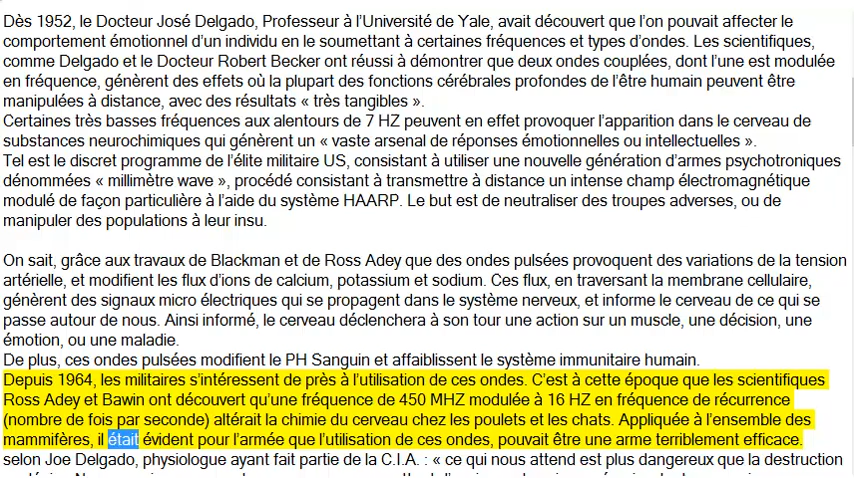 Dès 1952, le Docteur José Delgado, Professeur à l'Université de Yale, avait découvert que l'on pouvait affecter le
comportement émotionnel d'un individu en le soumettant à certaines fréquences et types d'ondes. Les scientifiques,
comme Delgado et le Docteur Robert Becker ont réussi à démontrer que deux ondes couplées, dont l'une est modulée
en fréquence, génèrent des effets où la plupart des fonctions cérébrales profondes de l'être humain peuvent être
manipulées à distance, avec des résultats « très tangibles ».
Certaines très basses fréquences aux alentours de 7 HZ peuvent en effet provoquer l'apparition dans le cerveau de
substances neurochimiques qui génèrent un « vaste arsenal de réponses émotionnelles ou intellectuelles ».
Tel est le discret programme de l'élite militaire US, consistant à utiliser une nouvelle génération d'armes psychotroniques
dénommées « millimètre wave », procédé consistant à transmettre à distance un intense champ électromagnétique
modulé de façon particulière à l'aide du système HAARP. Le but est de neutraliser des troupes adverses, ou de
manipuler des populations à leur insu.
On sait, grâce aux travaux de Blackman et de Ross Adey que des ondes pulsées provoquent des variations de la tension
artérielle, et modifient les flux d'ions de calcium, potassium et sodium. Ces flux, en traversant la membrane cellulaire,
génèrent des signaux micro électriques qui se propagent dans le système nerveux, et informe le cerveau de ce qui se
passe autour de nous. Ainsi informé, le cerveau déclenchera à son tour une action sur un muscle, une décision, une
émotion, ou une maladie.
De plus, ces ondes pulsées modifient le PH Sanguin et affaiblissent le système immunitaire humain.
Depuis 1964, les militaires s'intéressent de près à l'utilisation de ces ondes. C'est à cette époque que les scientifiques
Ross Adey et Bawin ont découvert qu'une fréquence de 450 MHZ modulée à 16 HZ en fréquence de récurrence
(nombre de fois par seconde) altérait la chimie du cerveau chez les poulets et les chats. Appliquée à l'ensemble des
mammifères, il était évident pour l'armée que l'utilisation de ces ondes, pouvait être une arme terriblement efficace.
selon Joe Delgado, physiologue ayant fait partie de la C.I.A. : « ce qui nous attend est plus dangereux que la destruction